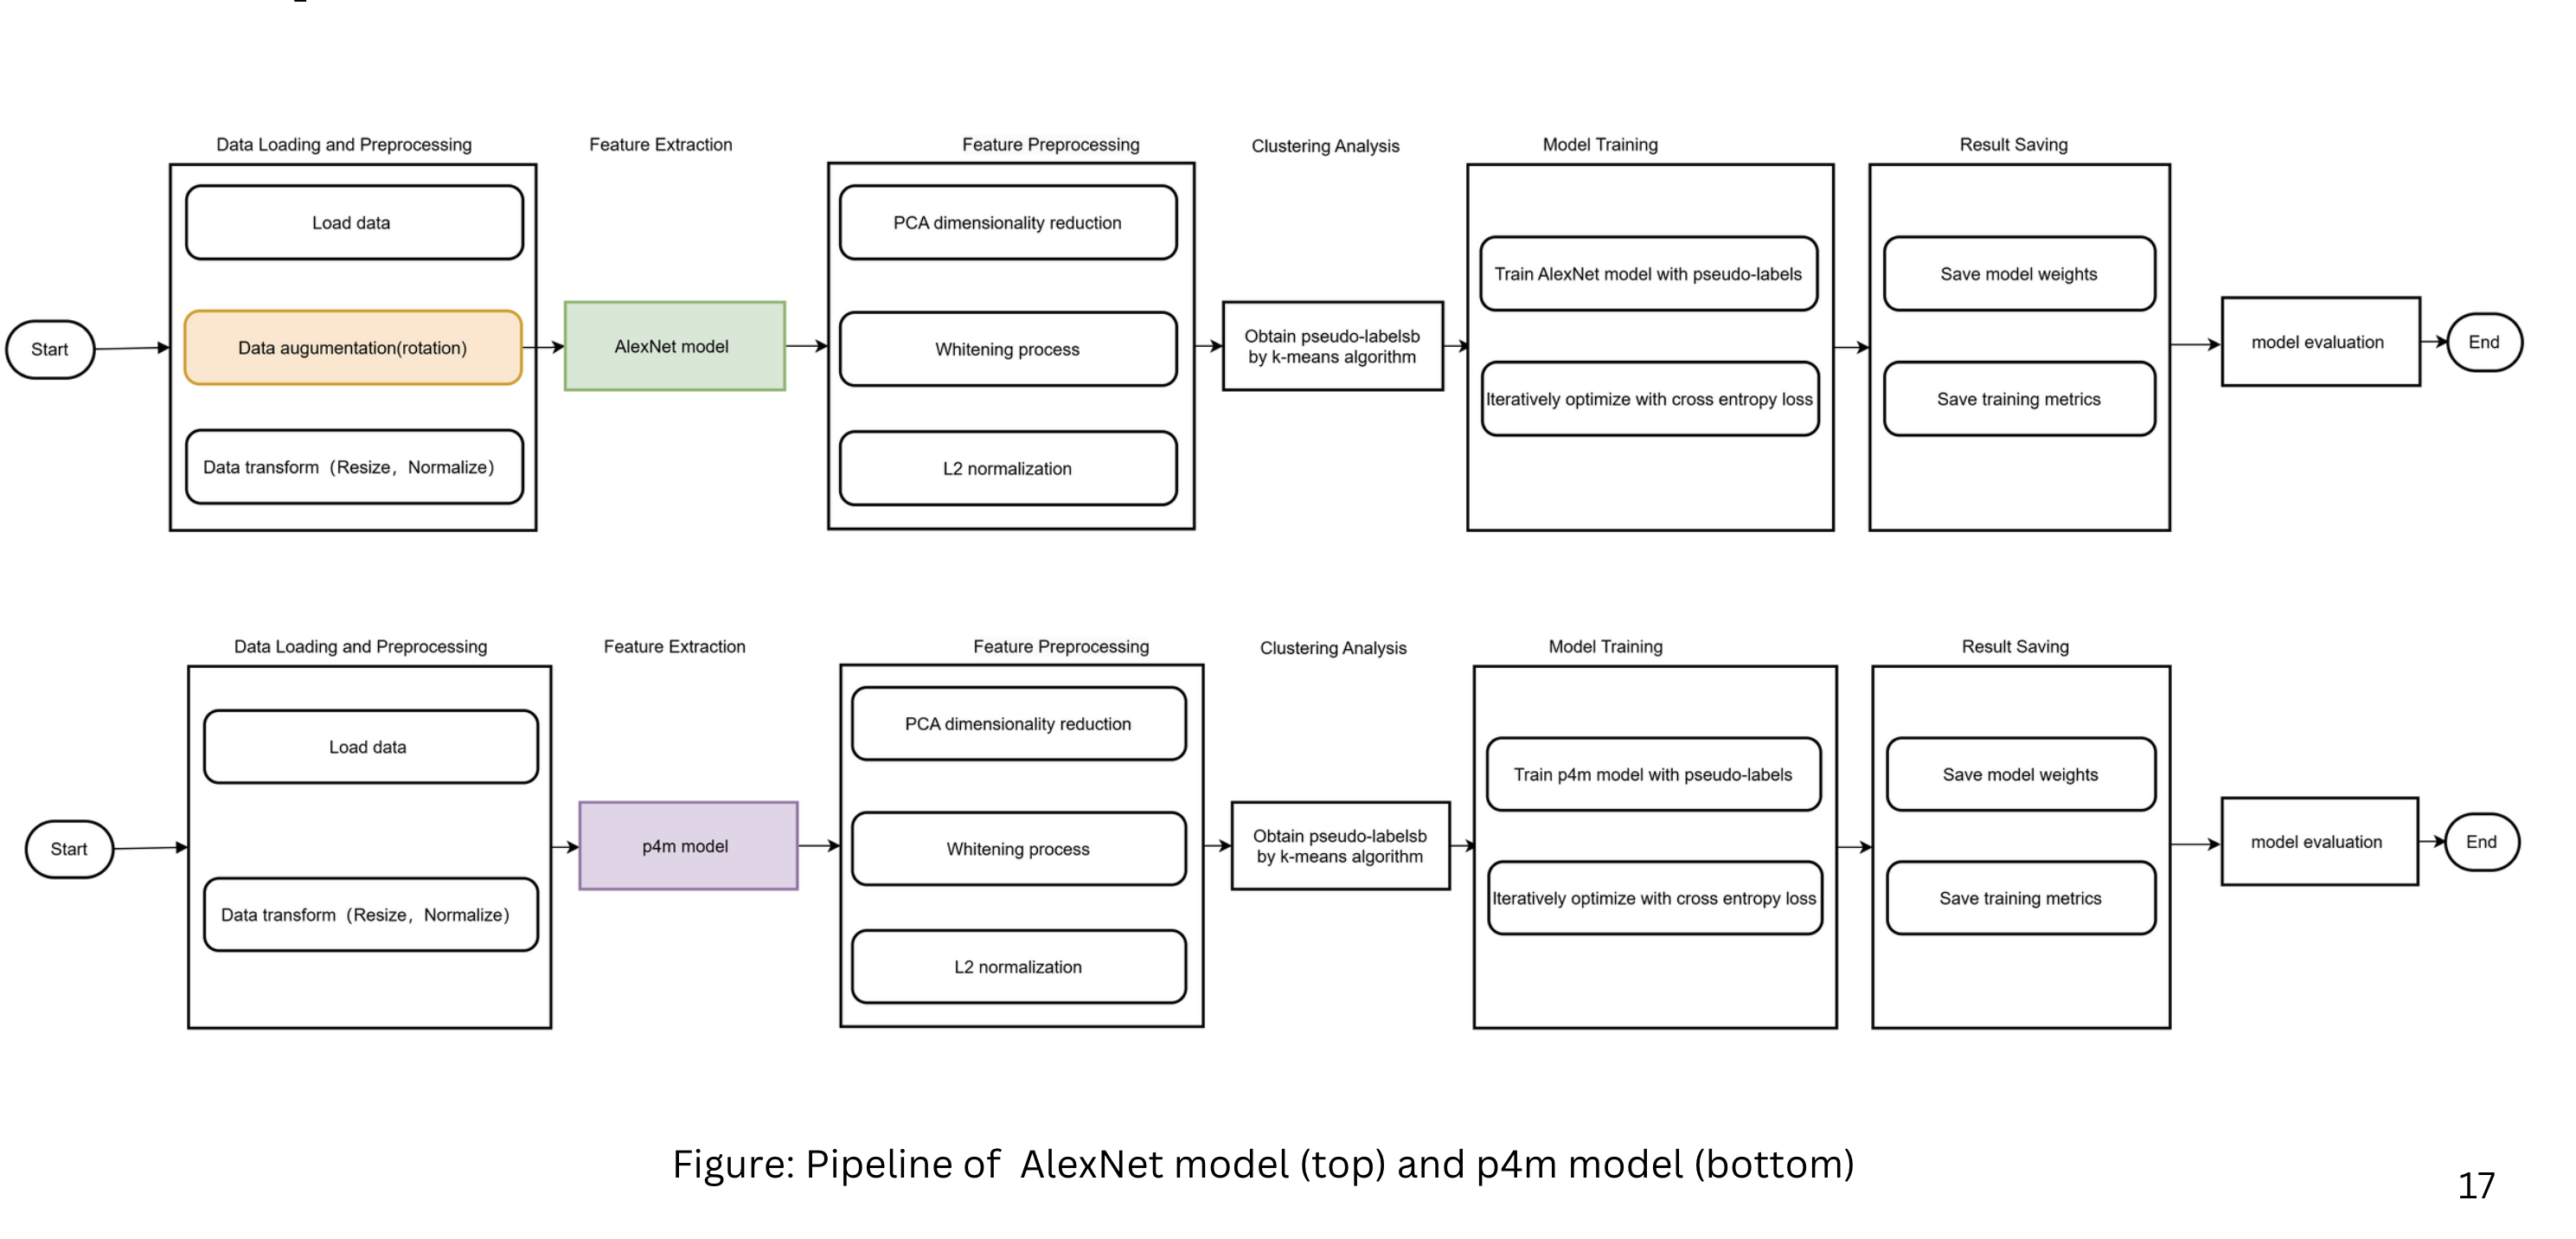 Data Loading and Preprocessing
Feature Extraction
Feature Preprocessing
Clustering Analysis
Model Training
Result Saving
Start
Load data
Data augumentation(rotation)
Data transform（Resize，Normalize）
AlexNet model
PCA dimensionality reduction
Whitening process
L2 normalization
Obtain pseudo-labelsb
by k-means algorithm
Train AlexNet model with pseudo-labels
Iteratively optimize with cross entropy loss
Save model weights
Save training metrics
model evaluation
End
Data Loading and Preprocessing
Feature Extraction
Feature Preprocessing
Clustering Analysis
Model Training
Result Saving
Start
Load data
Data transform（Resize，Normalize）
p4m model
PCA dimensionality reduction
Whitening process
L2 normalization
Obtain pseudo-labelsb
by k-means algorithm
Train p4m model with pseudo-labels
Iteratively optimize with cross entropy loss
Save model weights
Save training metrics
model evaluation
End
Figure: Pipeline of  AlexNet model (top) and p4m model (bottom)
17